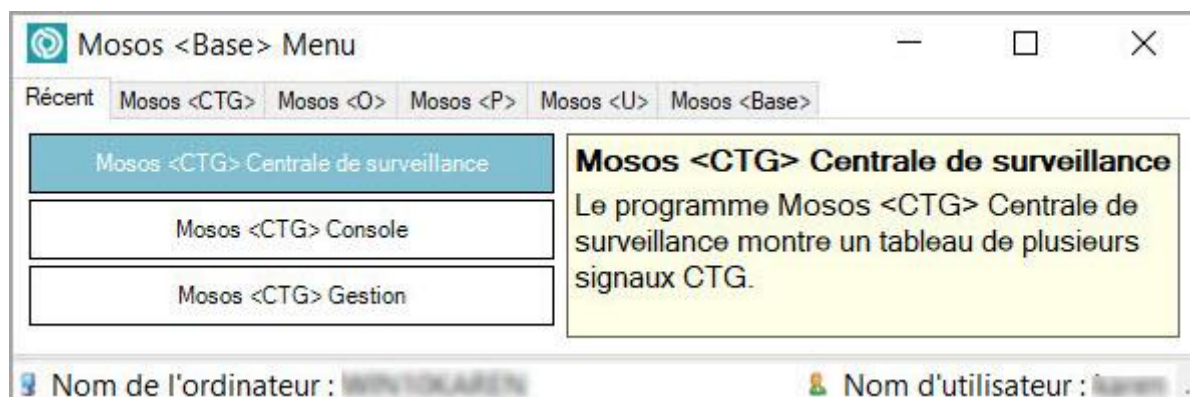 Mosos <Base> Menu
Récent Mosos <CTG> Mosos <O> Mosos <P> Mosos <U> Mosos <Base>
Mosos <CTG> Centrale de surveillance
Mosos <CTG> Console
Mosos <CTG> Gestion
Mosos <CTG> Centrale de surveillance
Le programme Mosos <CTG> Centrale de
surveillance montre un tableau de plusieurs
signaux CTG.
Nom de l'ordinateur :
Nom d'utilisateur :